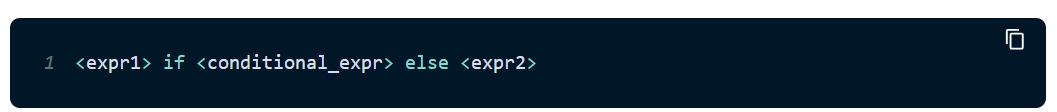 1 <expr1> if <conditional_expr> else <expr2>